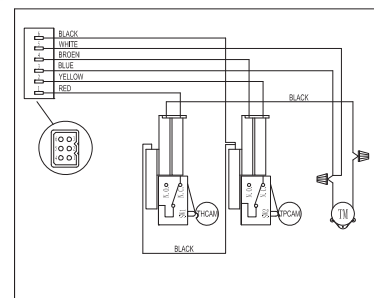 BLACK
WHITE
BROEN
BLUE
YELLOW
RED
BLACK
N.O.
N.C.
THCAM
N.O.
N.C.
TPCAM
TM
BLACK